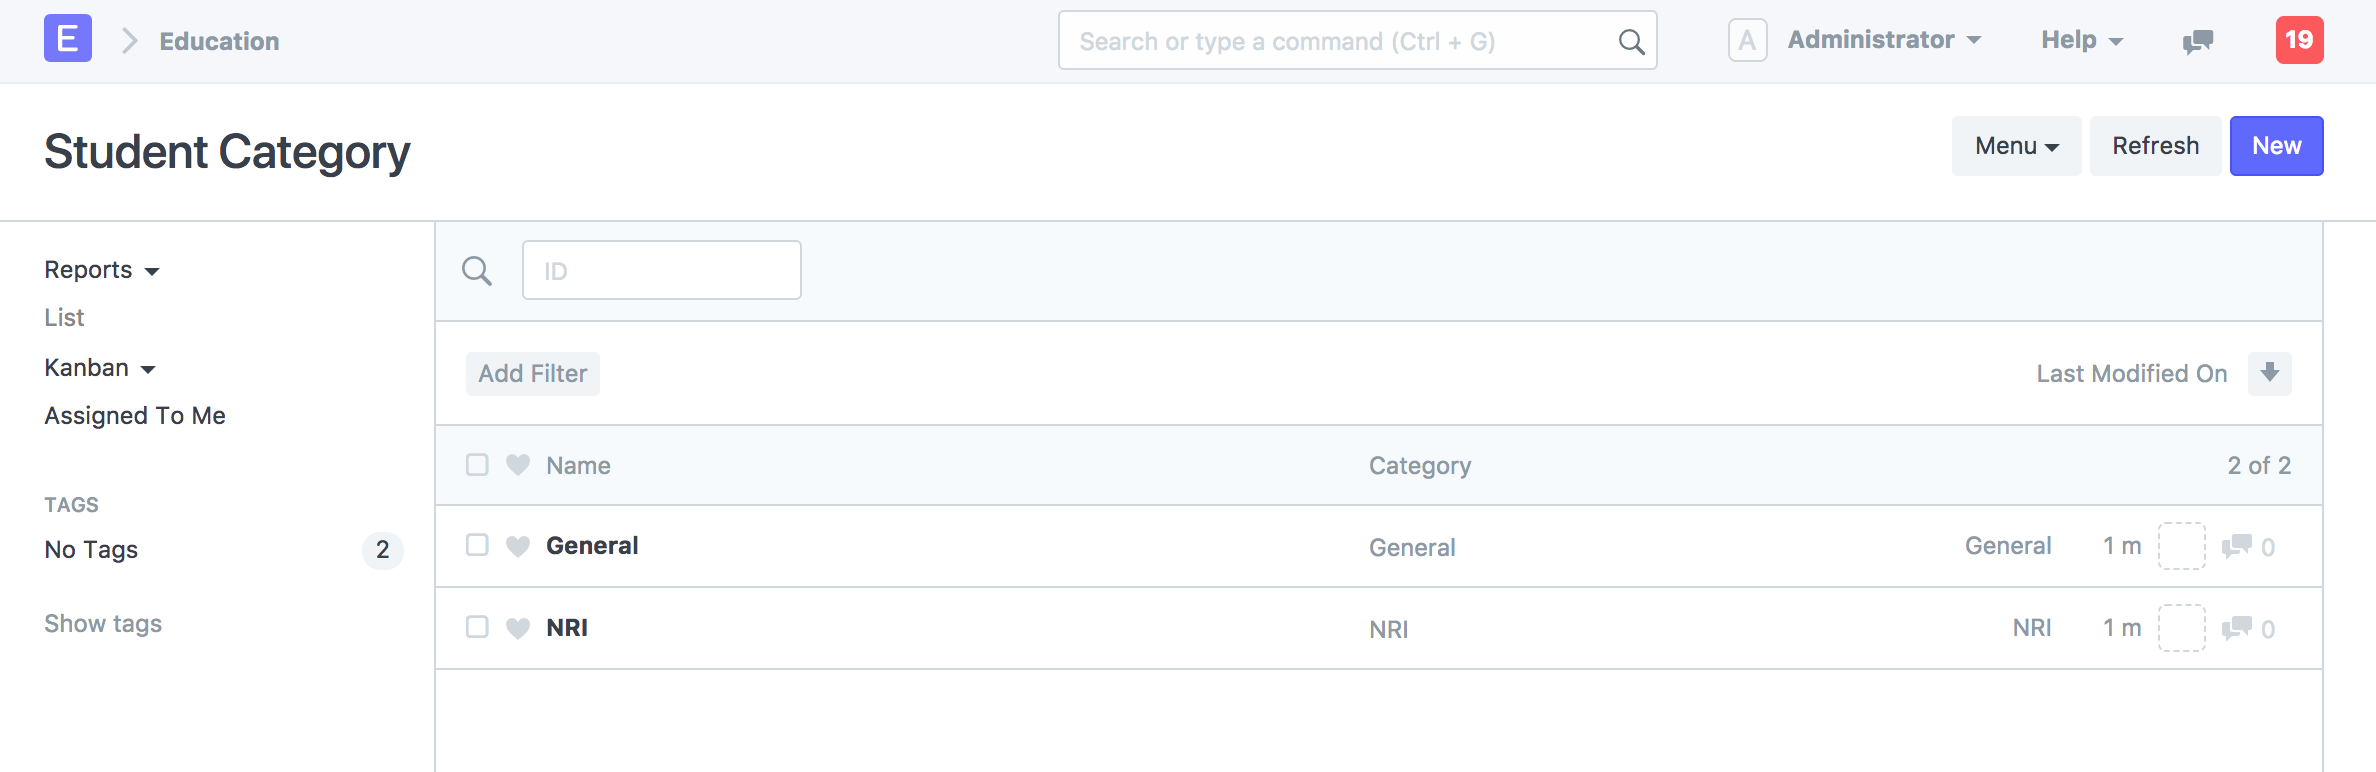 E Education Search or type a command (Ctrl + G) A Administrator Help 19
Student Category Menu Refresh New
Reports
List
Kanban
Assigned To Me
TAGS
No Tags 2
Show tags
ID
Add Filter Last Modified On
Name Category 2 of 2
General General General 1 m 0
NRI NRI NRI 1 m 0